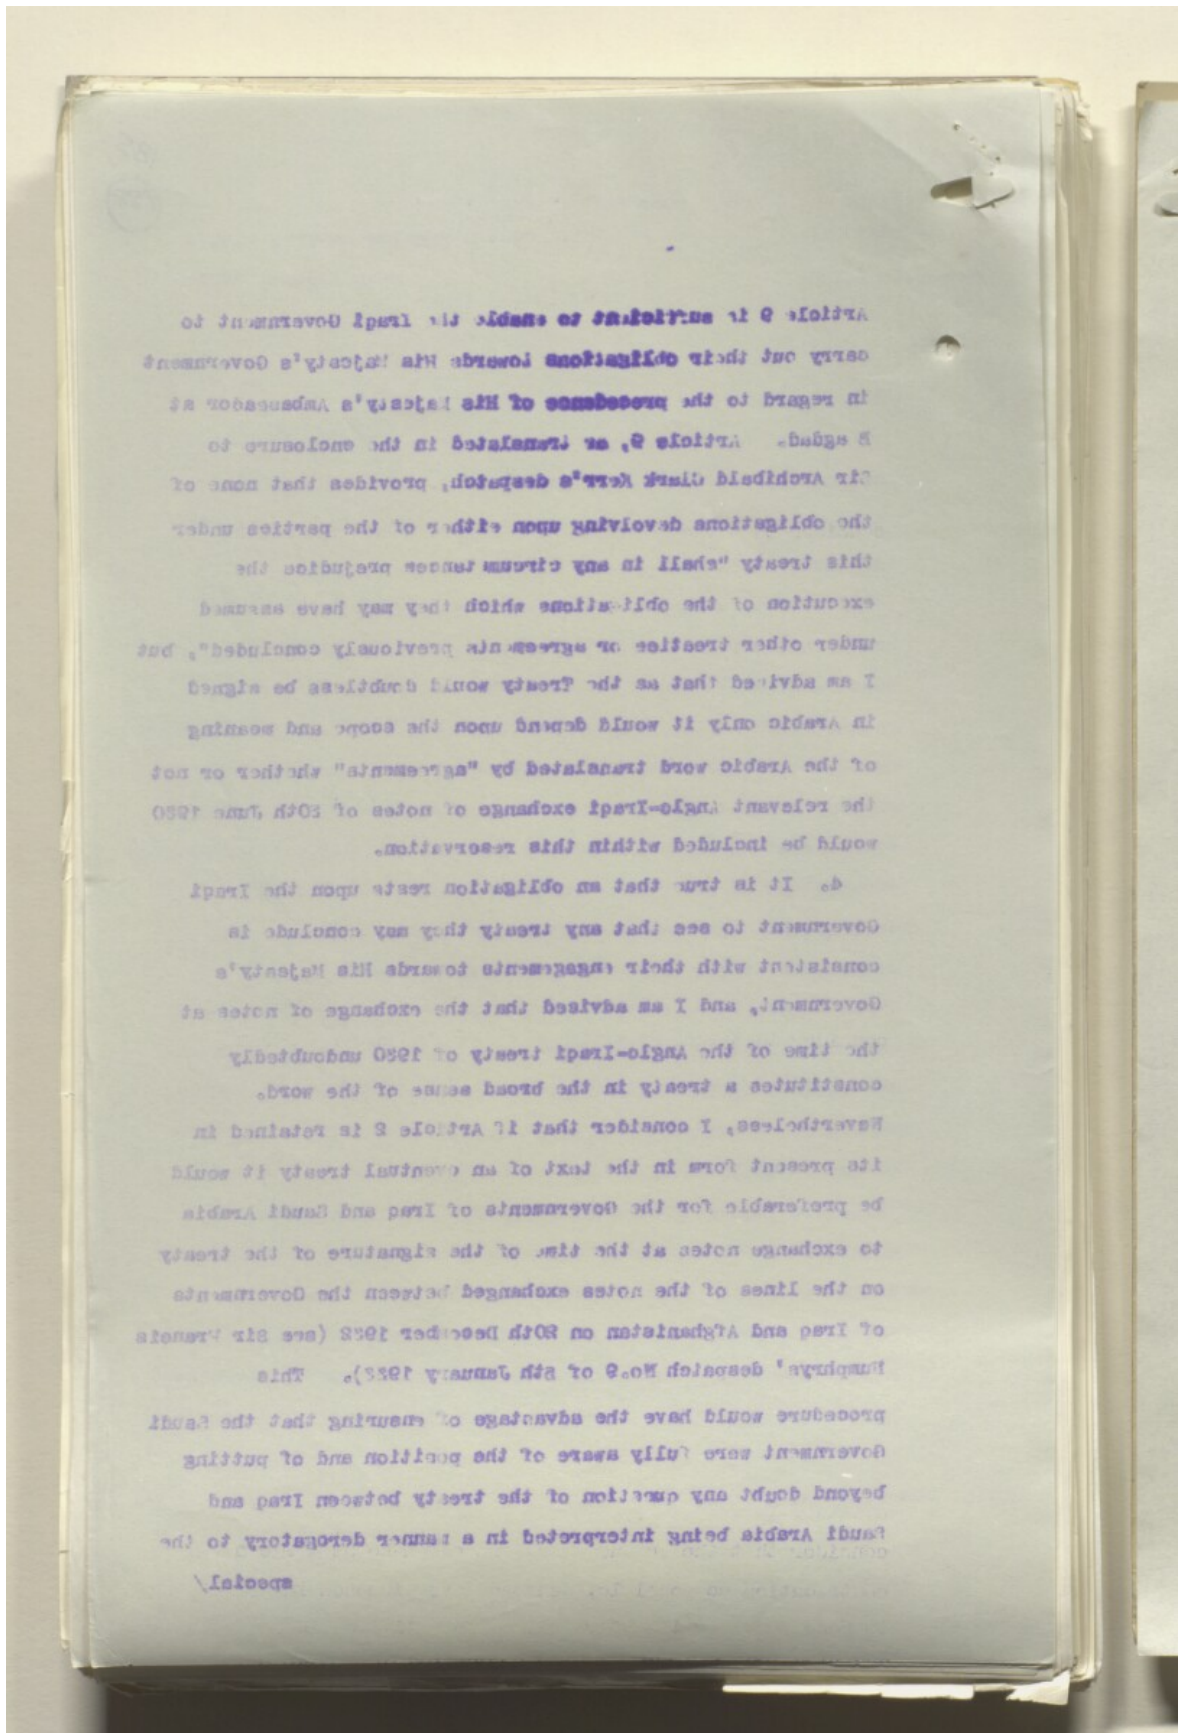 Article 9 is sufficient to enable the Iraqi Government to
carry out their obligations towards His Majesty's Government
in regard to the precedence of His Majesty's Ambassador at
Bagdad. Article 9, as translated in the enclosure to
Sir Archibald Clark Kerr's despatch, provides that none of
the obligations devolving upon either of the parties under
this treaty "shall in any circumstances prejudice the
execution of the obligations which they may have assumed
under other treaties or agreements previously concluded", but
I am advised that as the Treaty would doubtless be signed
in Arabic only it would depend upon the scope and meaning
of the Arabic word translated by "agreements" whether or not
the relevant Anglo-Iraqi exchange of notes of 30th June 1930
would be included within this reservation.
4. It is true that an obligation rests upon the Iraqi
Government to see that any treaty they may conclude is
consistent with their engagements towards His Majesty's
Government, and I am advised that the exchange of notes at
the time of the Anglo-Iraqi treaty of 1930 undoubtedly
constitutes a treaty in the broad sense of the word.
Nevertheless, I consider that if Article 2 is retained in
its present form in the text of an eventual treaty it would
be preferable for the Governments of Iraq and Saudi Arabia
to exchange notes at the time of the signature of the treaty
on the lines of the notes exchanged between the Governments
of Iraq and Afghanistan on 20th December 1932 (see Sir Francis
Humphrys' despatch No.9 of 5th January 1933). This
procedure would have the advantage of ensuring that the Saudi
Government were fully aware of the position and of putting
beyond doubt any question of the treaty between Iraq and
Saudi Arabia being interpreted in a manner derogatory to the
special/